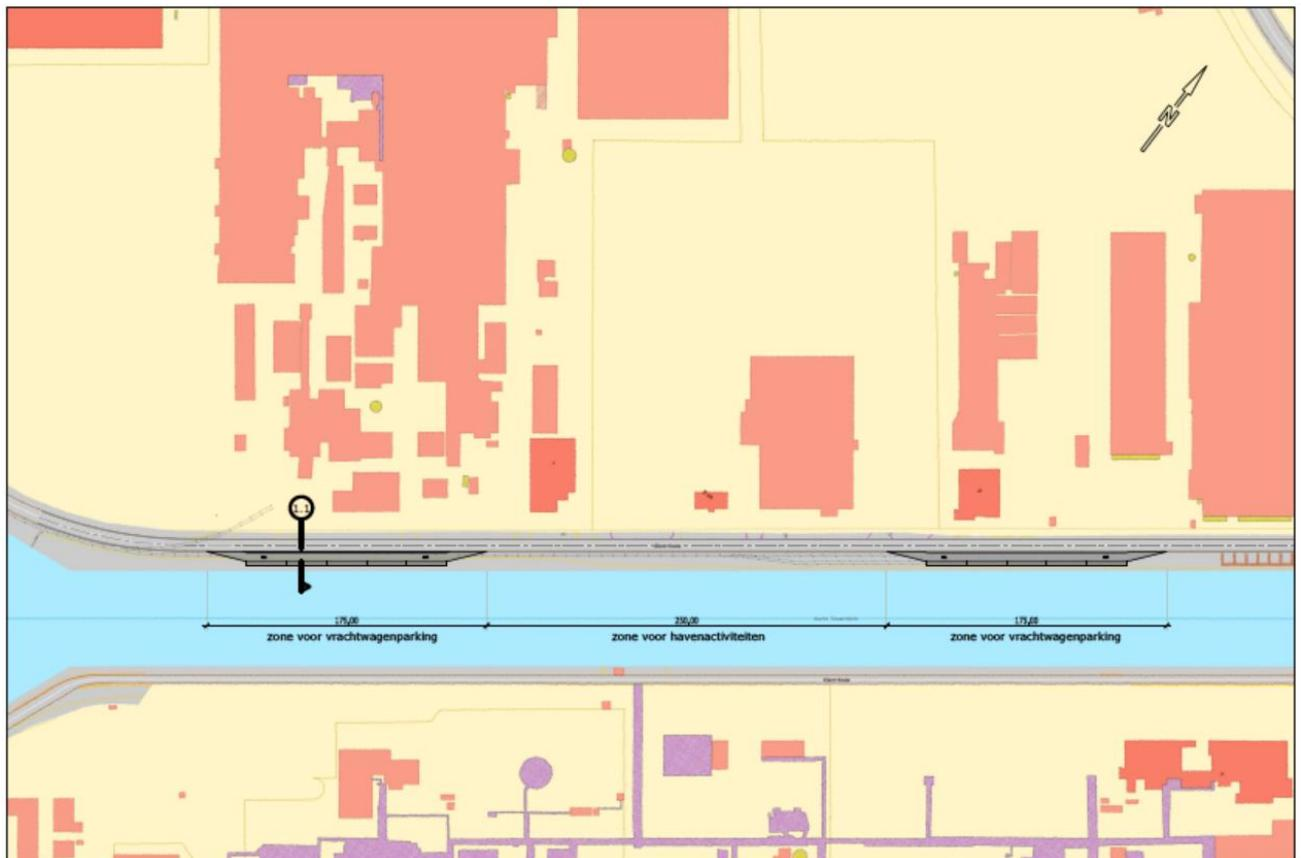 N
1.1
175,00
250,00
175,00
zone voor vrachtwagenparking
zone voor havenactiviteiten
zone voor vrachtwagenparking